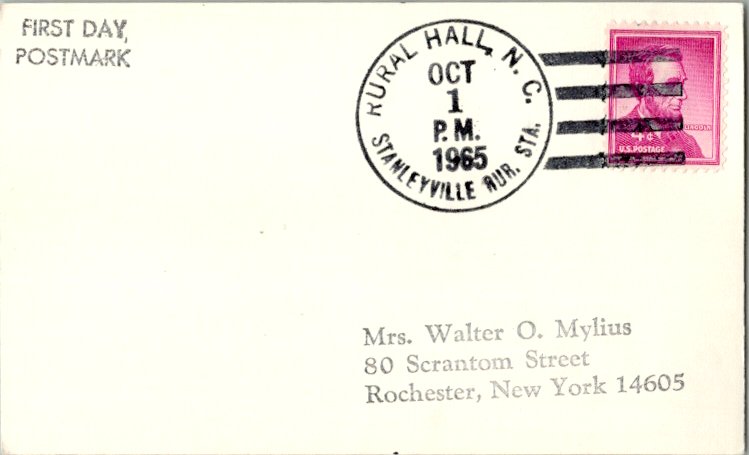 FIRST DAY,
POSTMARK
RURAL HALL, N. C.
OCT
1
P.M.
1965
STANLEYVILLE RUR. STA.
LINCOLN
4¢
U.S. POSTAGE
Mrs. Walter O. Mylius
80 Scrantom Street
Rochester, New York 14605